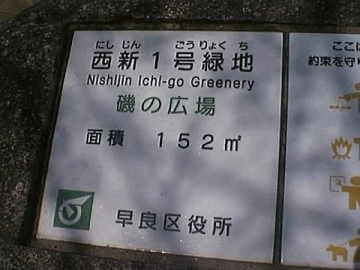 にしじん ごうりょくち
西新1号緑地
Nishijin Ichi-go Greenery
磯の広場
面積 152㎡
早良区役所
ここは
約束を守り